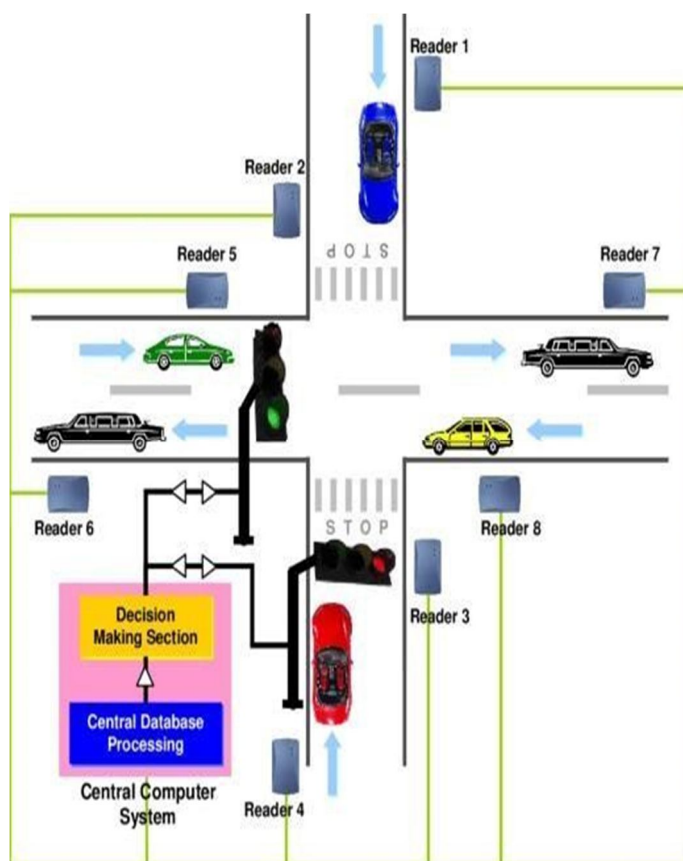 Reader 1
Reader 2
STOP
Reader 5
Reader 7
Reader 6
STOP
Reader 8
Reader 3
Decision
Making Section
Central Database
Processing
Central Computer
System
Reader 4